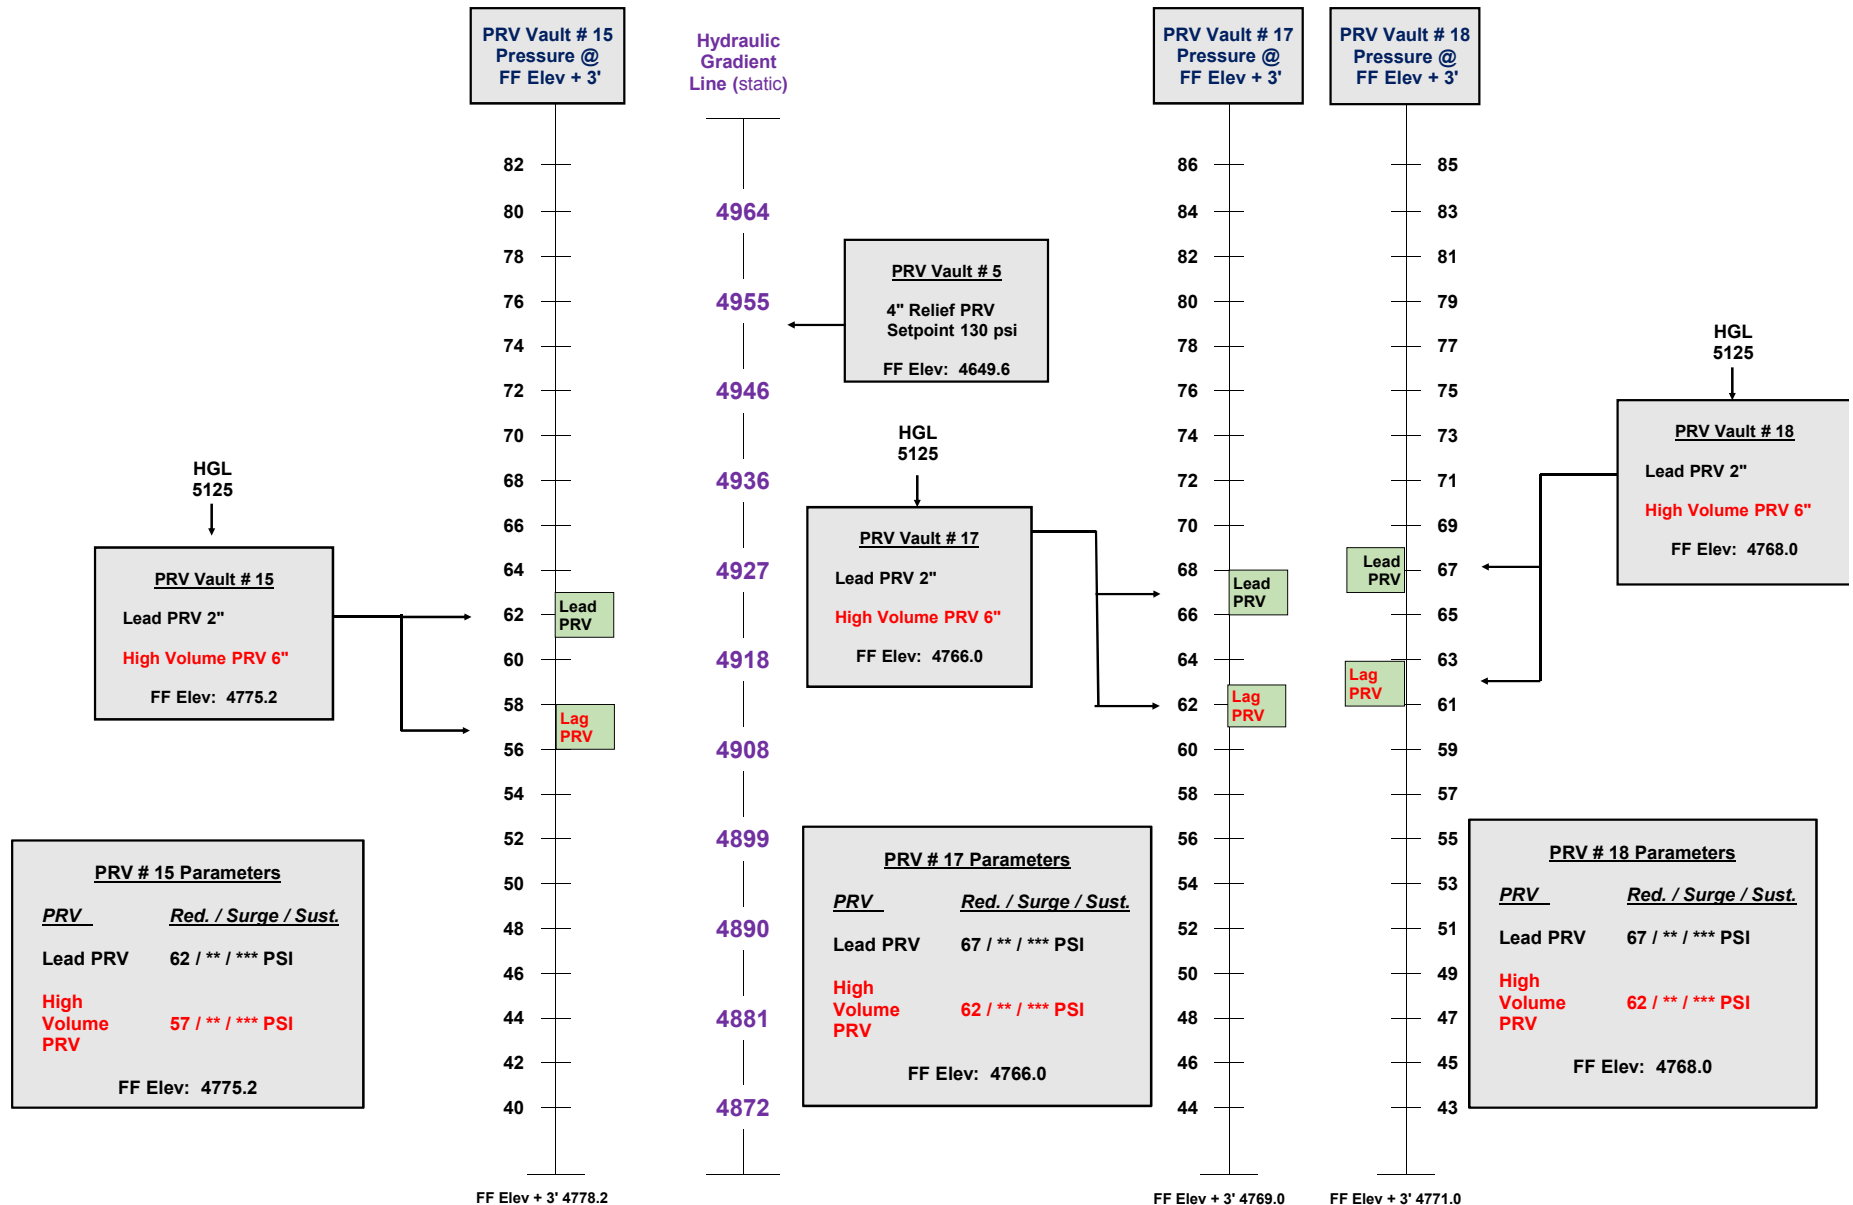 PRV Vault # 15
Pressure @
FF Elev + 3'
82
80
78
76
74
72
70
68
66
64
62
60
58
56
54
52
50
48
46
44
42
40
FF Elev + 3' 4778.2
Lead
PRV
Lag
PRV
HGL
5125
PRV Vault # 15
Lead PRV 2"
High Volume PRV 6"
FF Elev: 4775.2
PRV # 15 Parameters
PRV Red. / Surge / Sust.
Lead PRV 62 / ** / *** PSI
High
Volume 57 / ** / *** PSI
PRV
FF Elev: 4775.2
Hydraulic
Gradient
Line (static)
4964
4955
4946
4936
4927
4918
4908
4899
4890
4881
4872
PRV Vault # 5
4" Relief PRV
Setpoint 130 psi
FF Elev: 4649.6
HGL
5125
PRV Vault # 17
Lead PRV 2"
High Volume PRV 6"
FF Elev: 4766.0
PRV # 17 Parameters
PRV Red. / Surge / Sust.
Lead PRV 67 / ** / *** PSI
High
Volume 62 / ** / *** PSI
PRV
FF Elev: 4766.0
PRV Vault # 17
Pressure @
FF Elev + 3'
86
84
82
80
78
76
74
72
70
68
66
64
62
60
58
56
54
52
50
48
46
44
FF Elev + 3' 4769.0
Lead
PRV
Lag
PRV
PRV Vault # 18
Pressure @
FF Elev + 3'
85
83
81
79
77
75
73
71
69
67
65
63
61
59
57
55
53
51
49
47
45
43
FF Elev + 3' 4771.0
Lead
PRV
Lag
PRV
HGL
5125
PRV Vault # 18
Lead PRV 2"
High Volume PRV 6"
FF Elev: 4768.0
PRV # 18 Parameters
PRV Red. / Surge / Sust.
Lead PRV 67 / ** / *** PSI
High
Volume 62 / ** / *** PSI
PRV
FF Elev: 4768.0